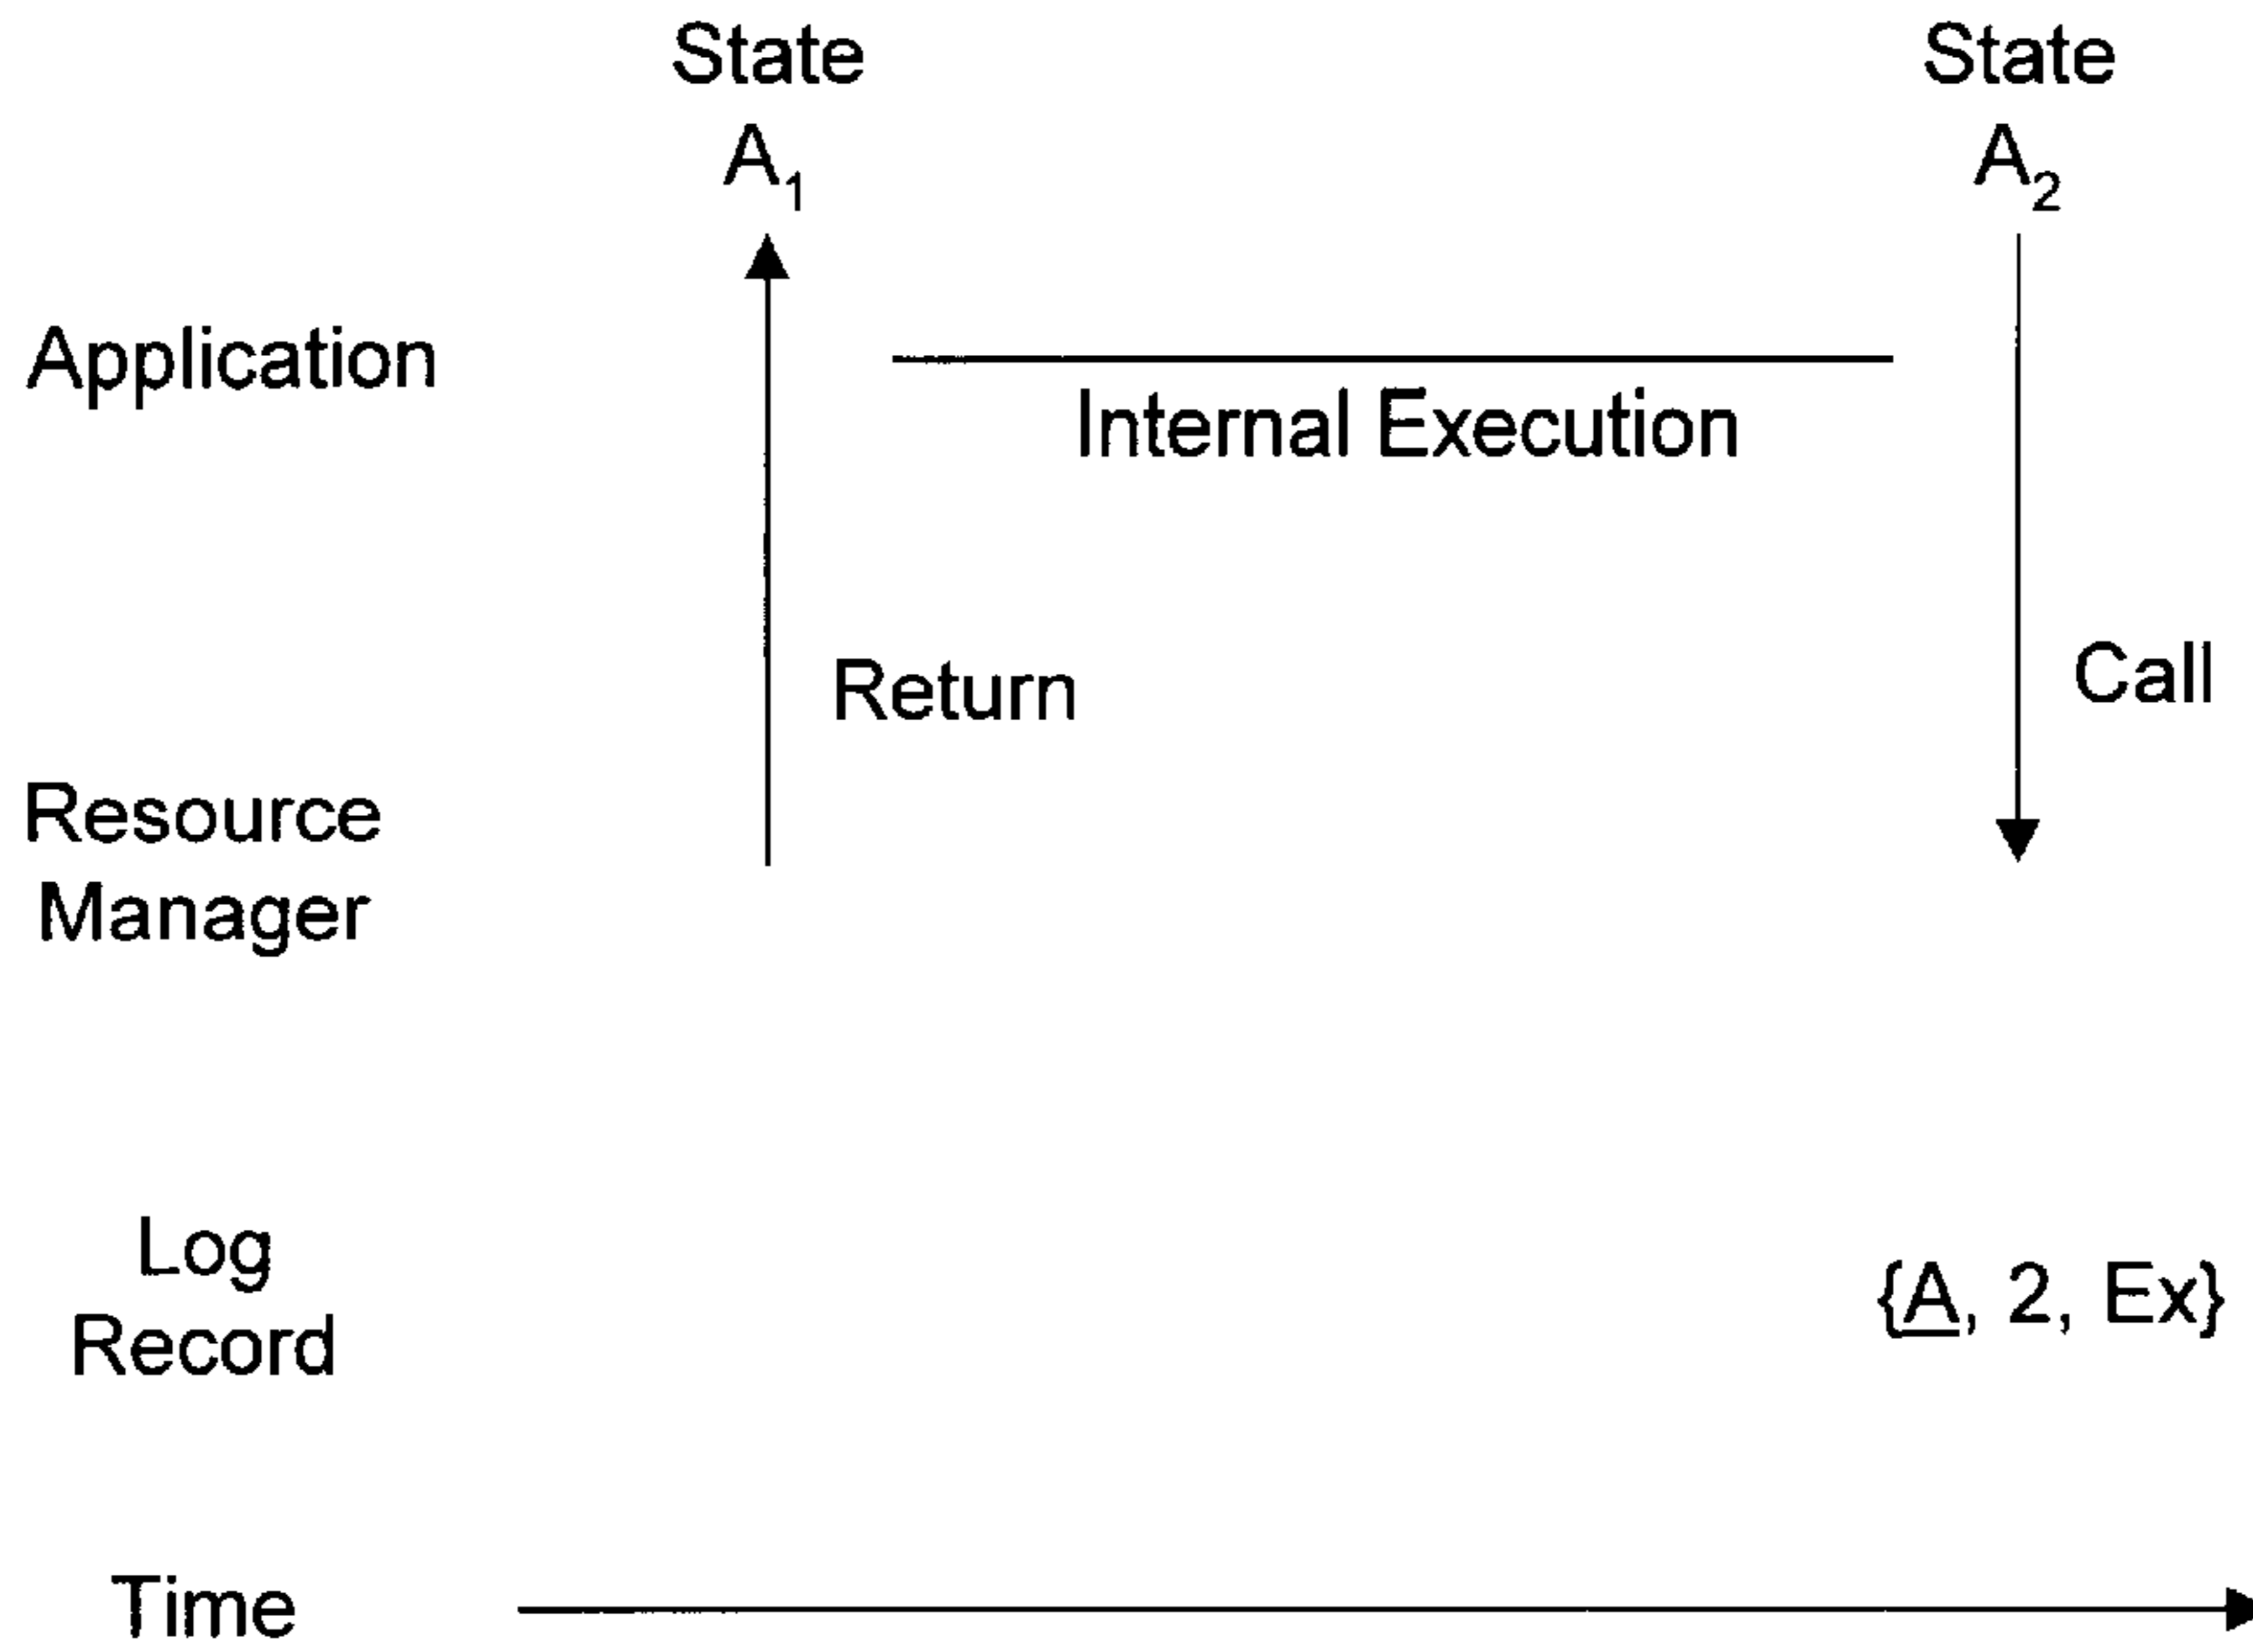 State
A₁
State
A₂
Application
Internal Execution
Return
Call
Resource
Manager
Log
Record
{A, 2, Ex}
Time